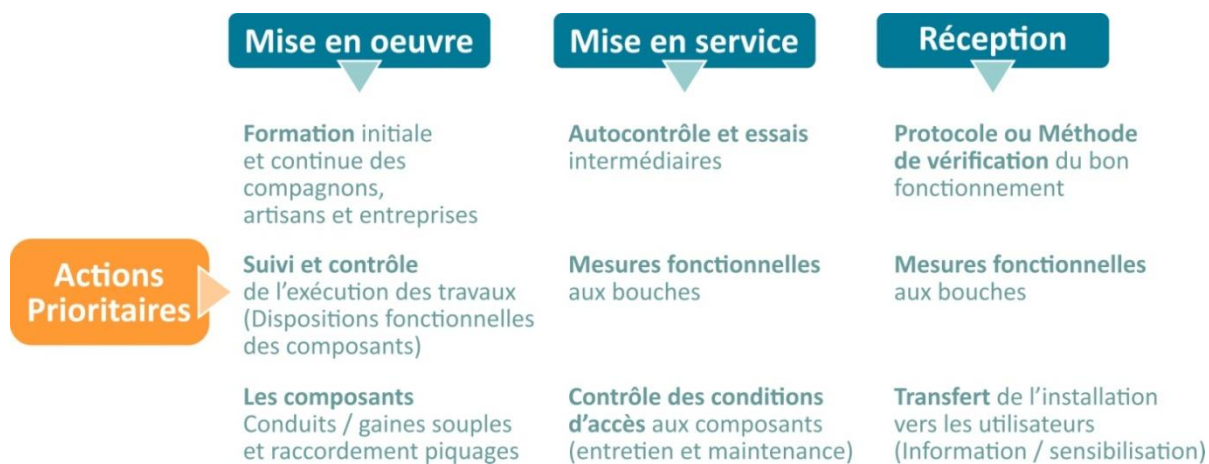 Mise en oeuvre
Mise en service
Réception
Actions
Prioritaires
Formation initiale
et continue des
compagnons,
artisans et entreprises
Autocontrôle et essais
intermédiaires
Protocole ou Méthode
de vérification du bon
fonctionnement
Suivi et contrôle
de l'exécution des travaux
(Dispositions fonctionnelles
des composants)
Mesures fonctionnelles
aux bouches
Mesures fonctionnelles
aux bouches
Les composants
Conduits / gaines souples
et raccordement piquages
Contrôle des conditions
d'accès aux composants
(entretien et maintenance)
Transfert de l'installation
vers les utilisateurs
(Information / sensibilisation)